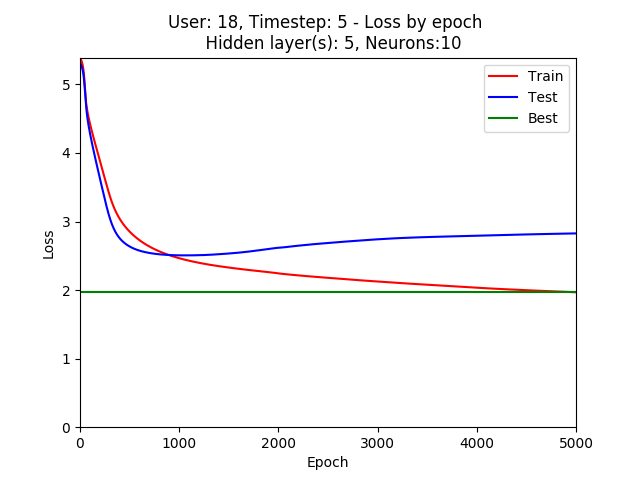 User: 18, Timestep: 5 - Loss by epoch
Hidden layer(s): 5, Neurons:10
Train
Test
Best
5
4
3
2
1
0
Loss
0 1000 2000 3000 4000 5000
Epoch